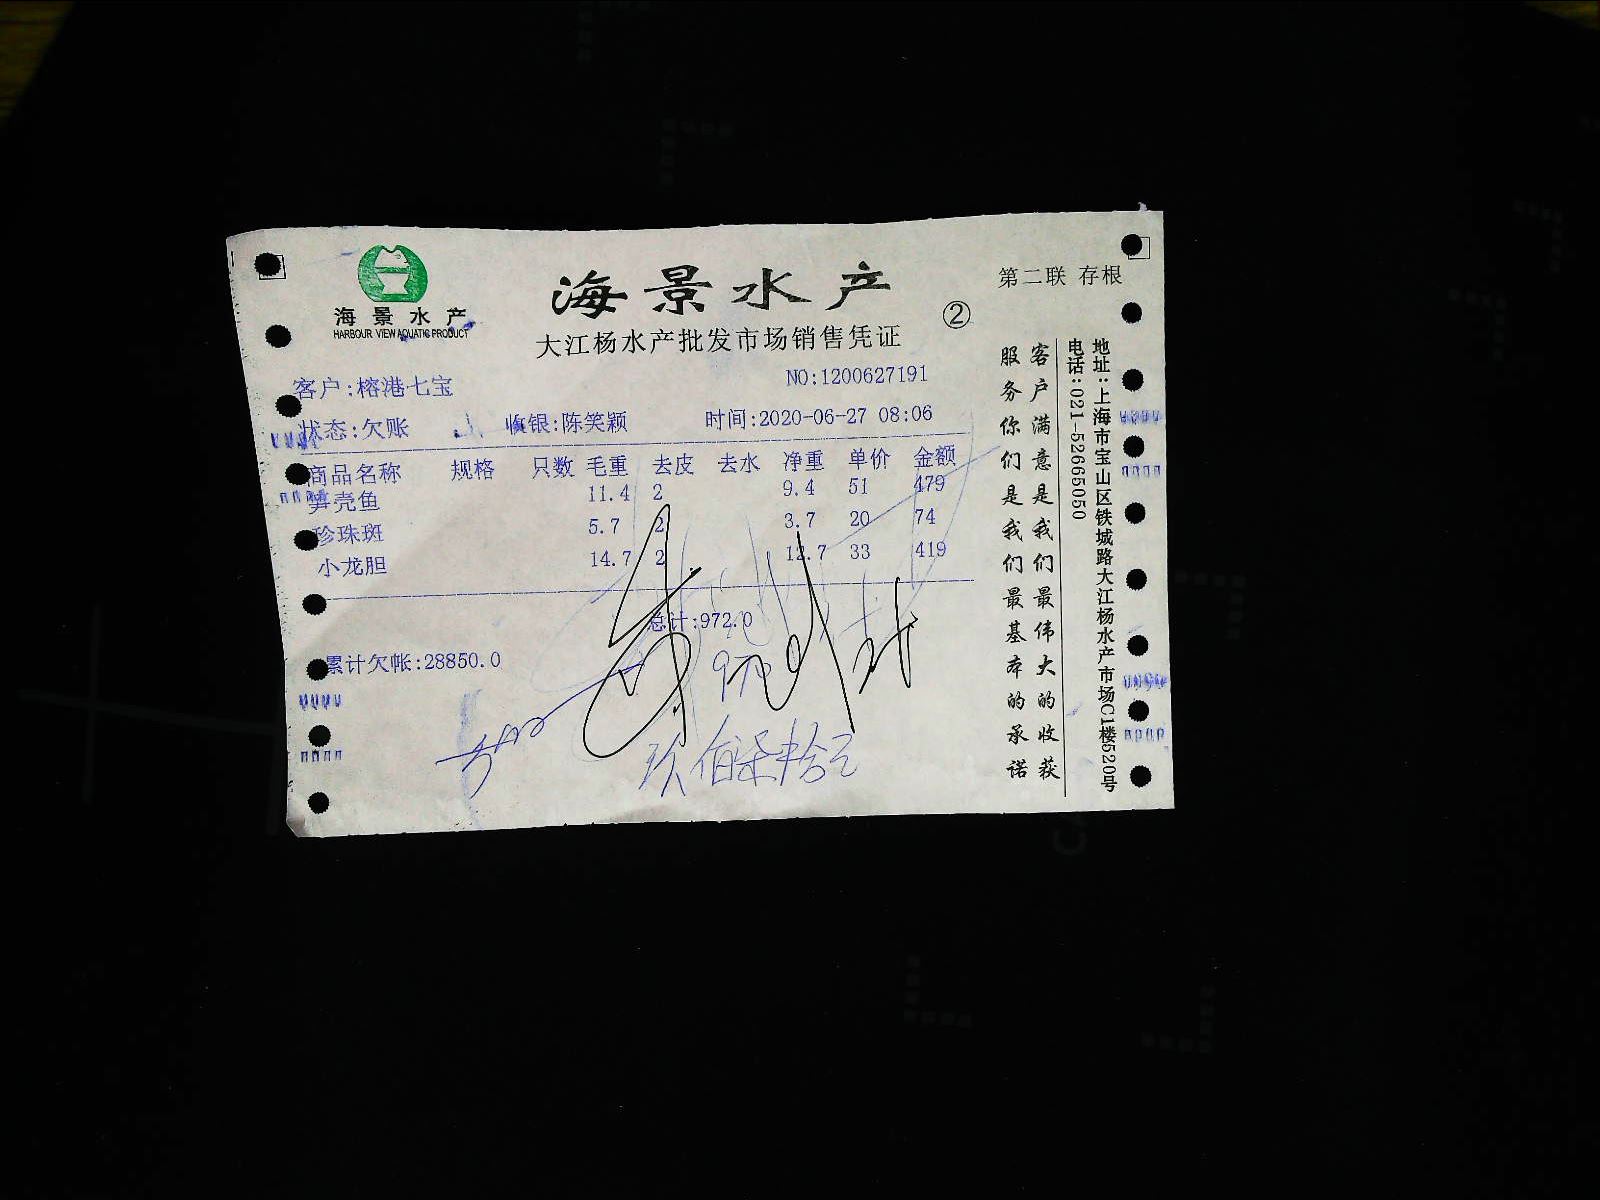 海景水产
HARBOUR VIEW AQUATIC PRODUCT
海景水产
大江杨水产批发市场销售凭证
②
第二联 存根
客户:榕港七宝
NO:1200627191
状态:欠账 收银:陈笑颖 时间:2020-06-27 08:06
商品名称 规格 只数 毛重 去皮 去水 净重 单价 金额
笋壳鱼 11.4 2 9.4 51 479
珍珠斑 5.7 2 3.7 20 74
小龙胆 14.7 2 12.7 33 419
总计:972.0
累计欠帐:28850.0
970
玖佰柒拾元
客户满意是我们最伟大的收获
服务你们是我们最基本的承诺
地址:上海市宝山区铁城路大江杨水产市场C1楼520号
电话:021-52665050